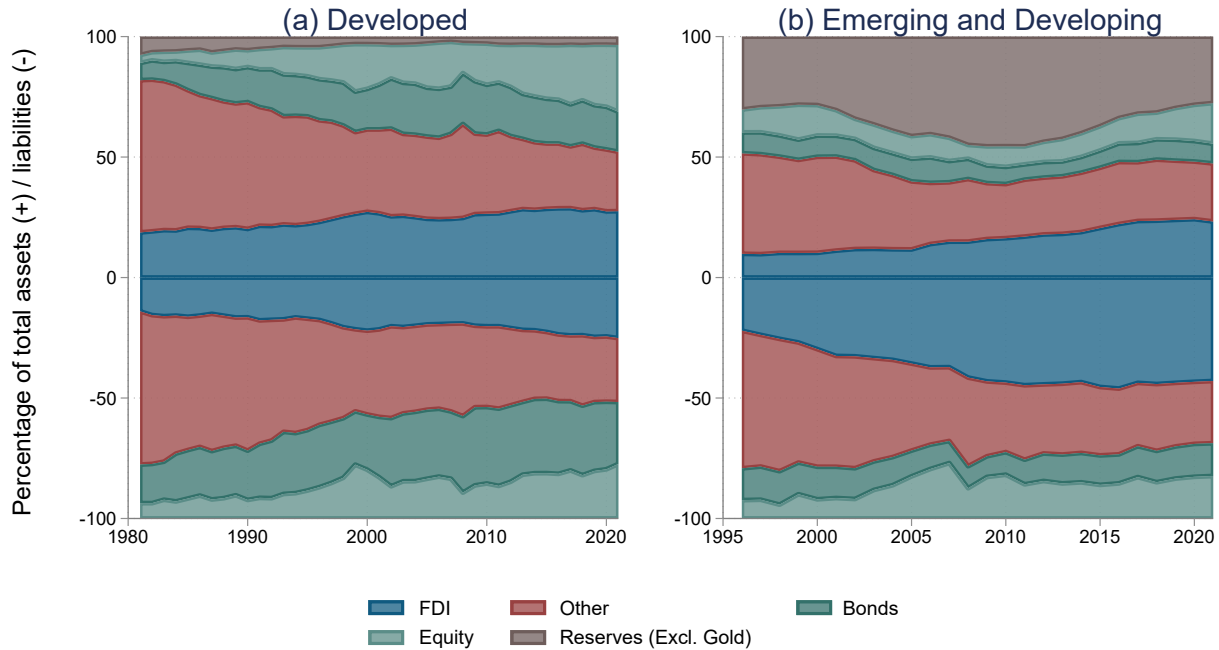 (a) Developed
(b) Emerging and Developing
Percentage of total assets (+) / liabilities (-)
100
50
0
-50
-100
1980
1990
2000
2010
2020
100
50
0
-50
-100
1995
2000
2005
2010
2015
2020
FDI
Other
Bonds
Equity
Reserves (Excl. Gold)